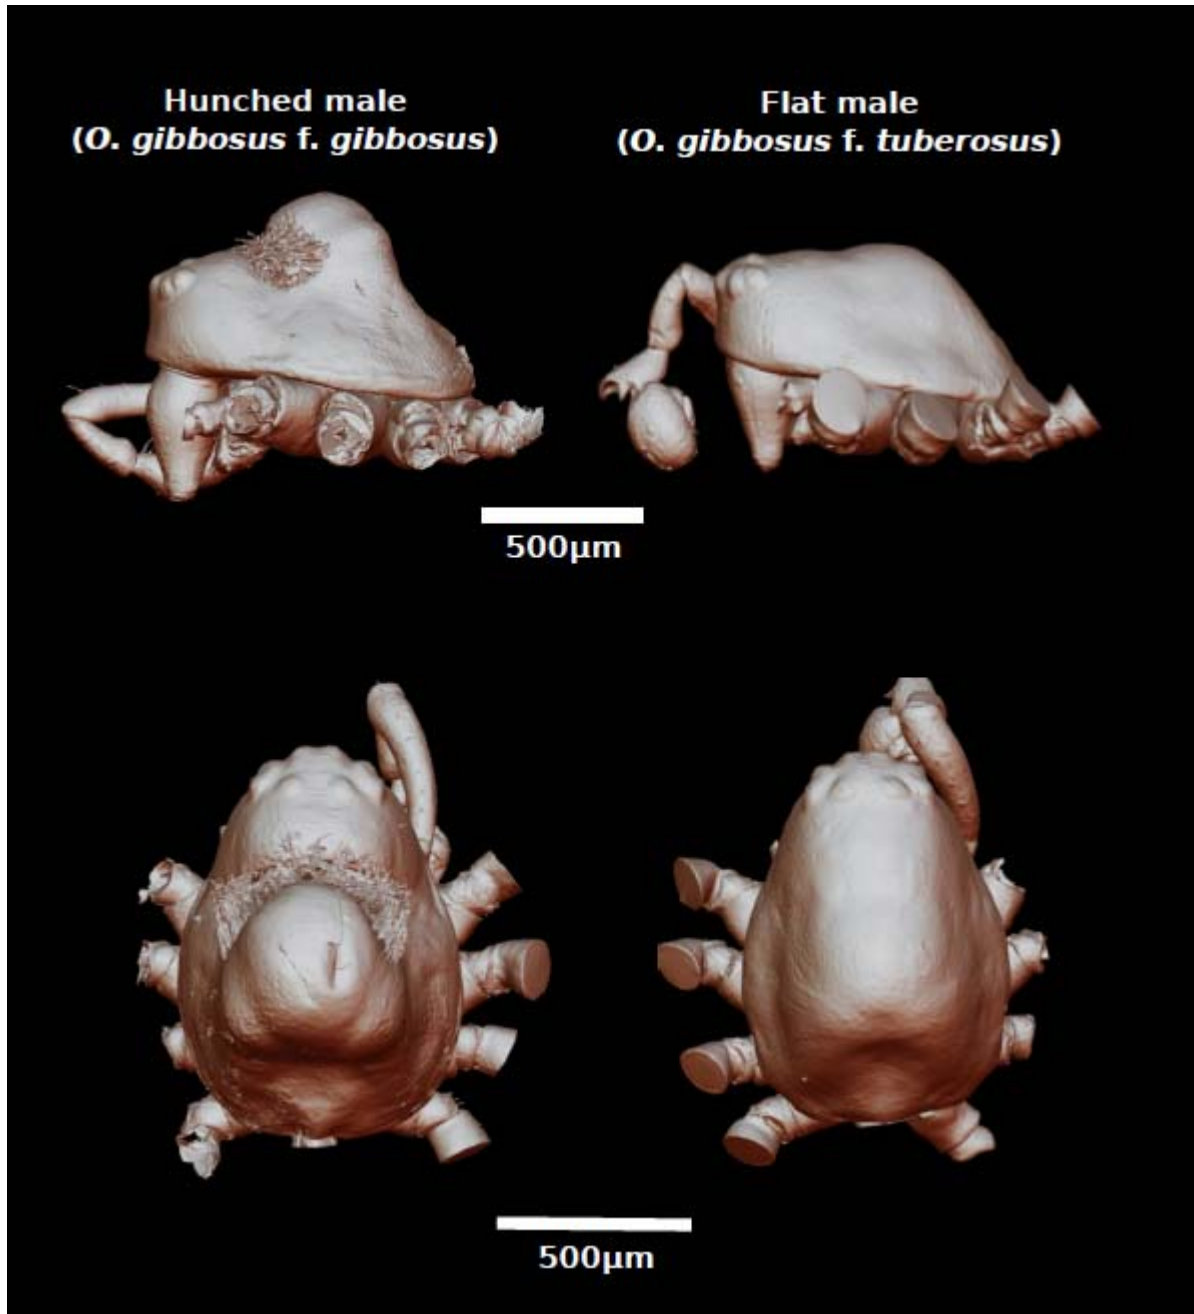 Hunched male
(O. gibbosus f. gibbosus)
Flat male
(O. gibbosus f. tuberosus)
500µm
500µm